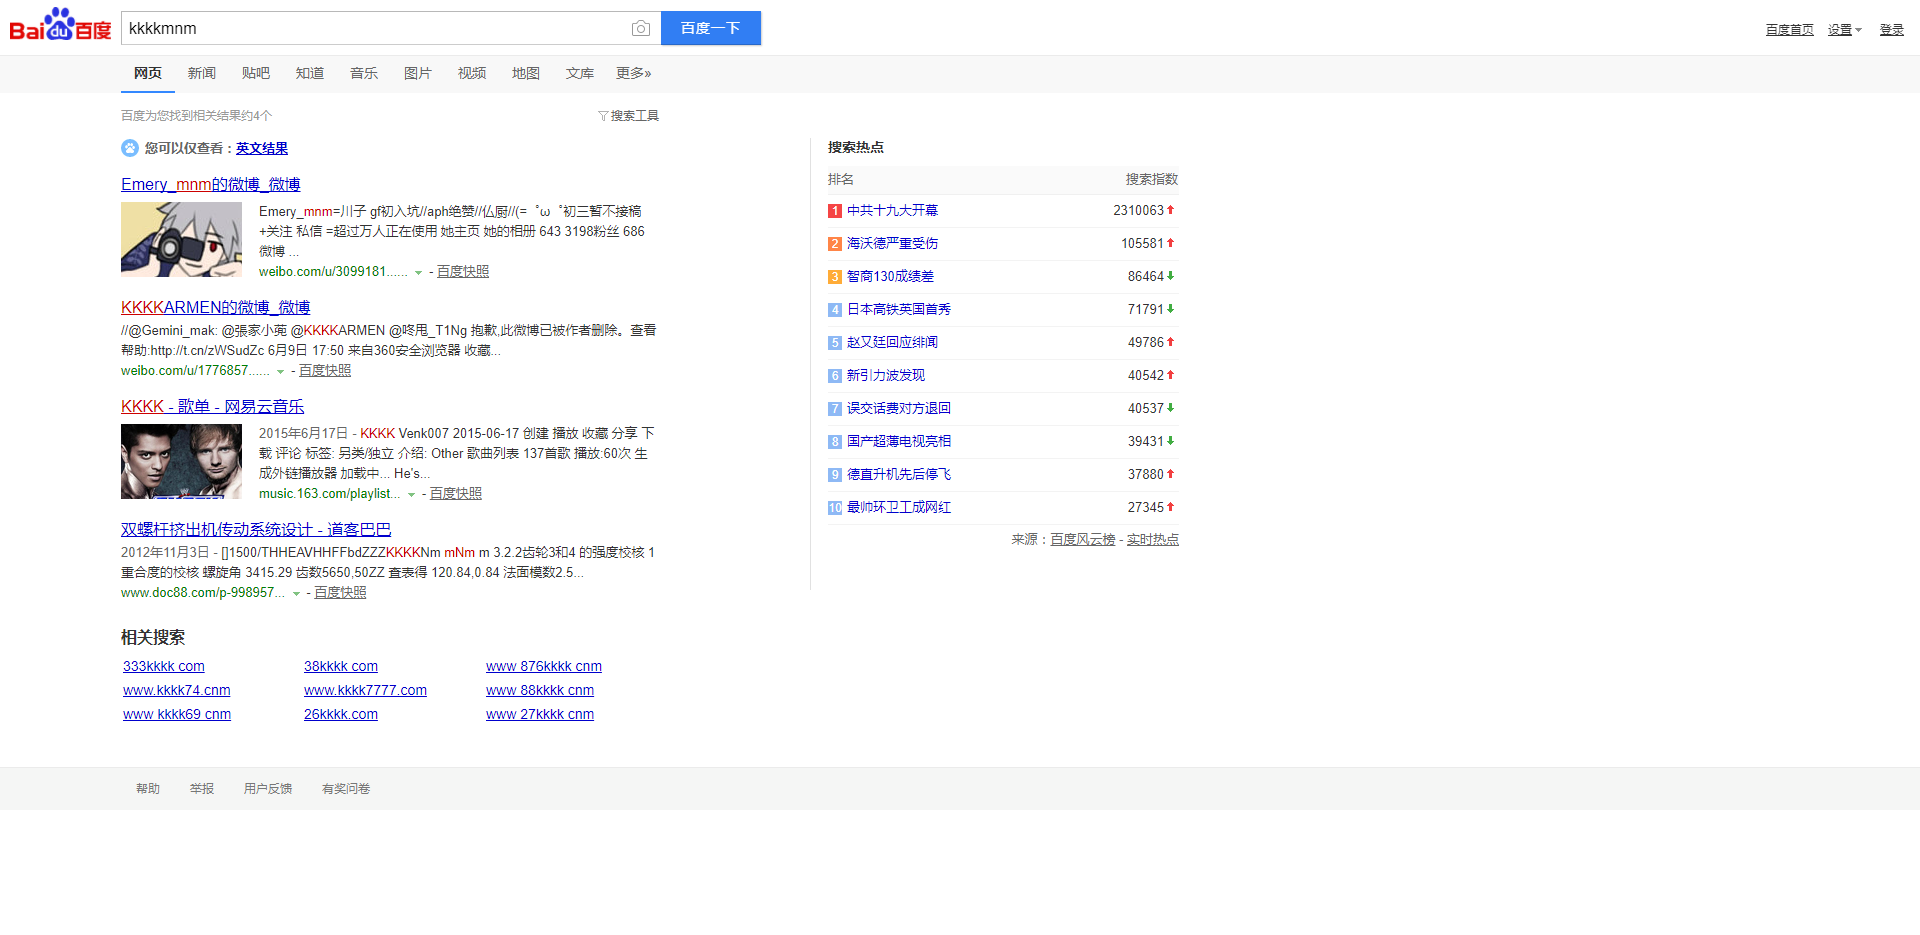 Baidu百度
kkkkmnm
百度一下
百度首页 设置 登录
网页 新闻 贴吧 知道 音乐 图片 视频 地图 文库 更多»
百度为您找到相关结果约4个
搜索工具
您可以仅查看：英文结果
Emery_mnm的微博_微博
Emery_mnm=川子 gf初入坑//aph绝赞//仏厨//(=゜ω゜初三暂不接稿
+关注 私信 =超过万人正在使用 她主页 她的相册 643 3198粉丝 686
微博 ...
weibo.com/u/3099181...... - 百度快照
KKKKARMEN的微博_微博
//@Gemini_mak: @張家小蔸 @KKKKARMEN @咚甩_T1Ng 抱歉,此微博已被作者删除。查看
帮助:http://t.cn/zWSudZc 6月9日 17:50 来自360安全浏览器 收藏...
weibo.com/u/1776857...... - 百度快照
KKKK - 歌单 - 网易云音乐
2015年6月17日 - KKKK Venk007 2015-06-17 创建 播放 收藏 分享 下
载 评论 标签: 另类/独立 介绍: Other 歌曲列表 137首歌 播放:60次 生
成外链播放器 加载中... He's...
music.163.com/playlist... - 百度快照
双螺杆挤出机传动系统设计 - 道客巴巴
2012年11月3日 - []1500/THHEAVHHFFbdZZZKKKKNm mNm m 3.2.2齿轮3和4 的强度校核 1
重合度的校核 螺旋角 3415.29 齿数5650,50ZZ 查表得 120.84,0.84 法面模数2.5...
www.doc88.com/p-998957... - 百度快照
相关搜索
333kkkk com 38kkkk com www 876kkkk cnm
www.kkkk74.cnm www.kkkk7777.com www 88kkkk cnm
www kkkk69 cnm 26kkkk.com www 27kkkk cnm
搜索热点
排名 搜索指数
1 中共十九大开幕 2310063
2 海沃德严重受伤 105581
3 智商130成绩差 86464
4 日本高铁英国首秀 71791
5 赵又廷回应绯闻 49786
6 新引力波发现 40542
7 误交话费对方退回 40537
8 国产超薄电视亮相 39431
9 德直升机先后停飞 37880
10 最帅环卫工成网红 27345
来源：百度风云榜 - 实时热点
帮助 举报 用户反馈 有奖问卷